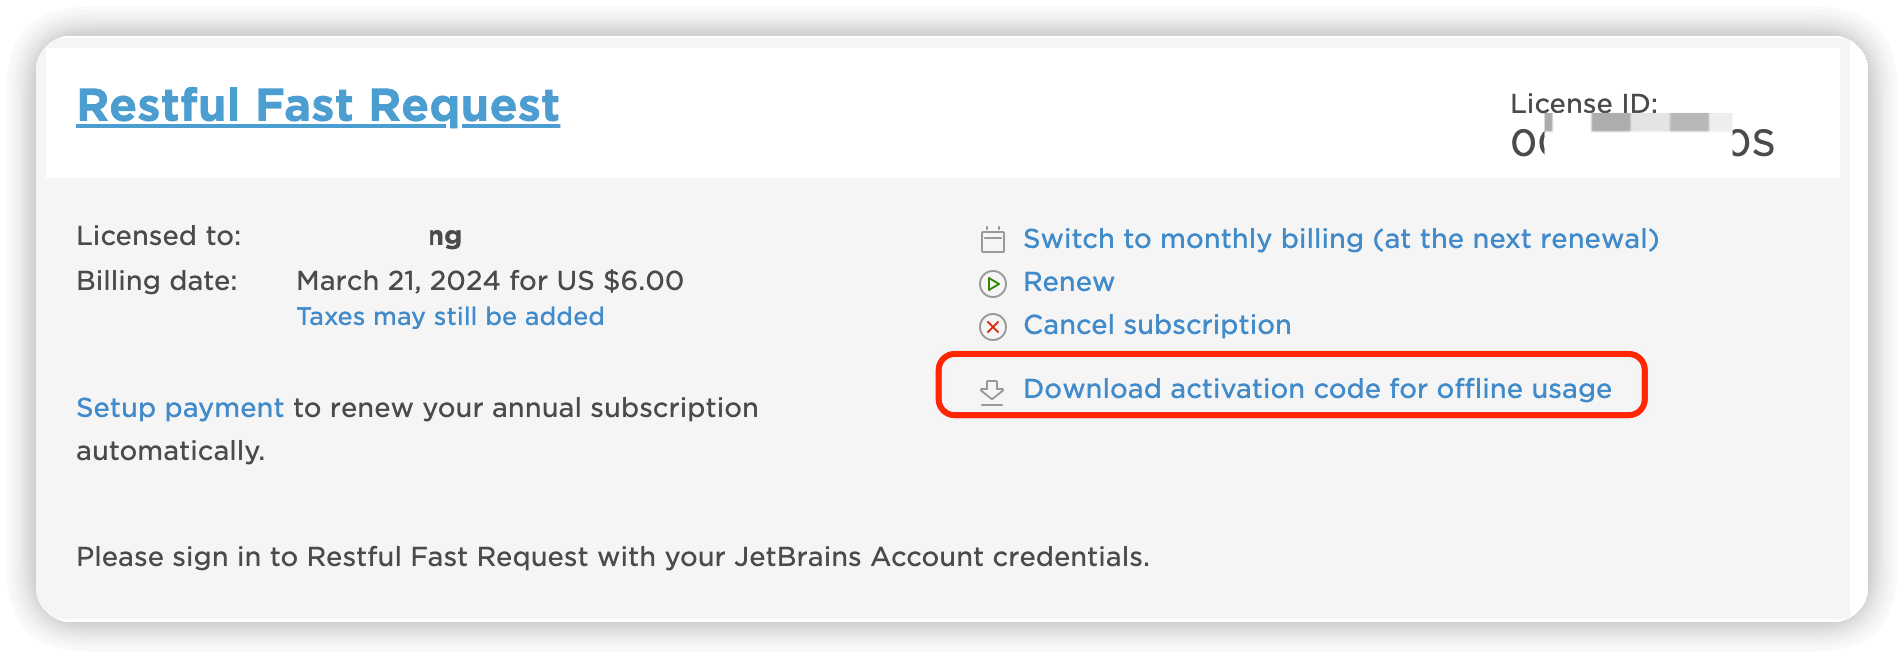 Restful Fast Request
License ID:
Licensed to:
Billing date: March 21, 2024 for US $6.00
Taxes may still be added
Setup payment to renew your annual subscription
automatically.
Switch to monthly billing (at the next renewal)
Renew
Cancel subscription
Download activation code for offline usage
Please sign in to Restful Fast Request with your JetBrains Account credentials.